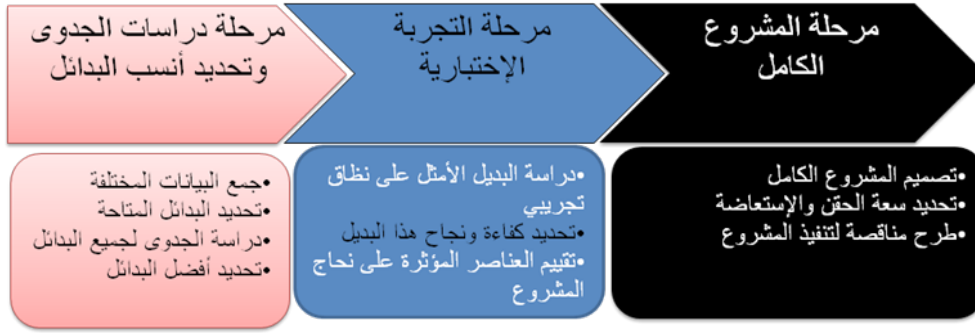 مرحلة دراسات الجدوى
وتحديد أنسب البدائل
مرحلة التجربة
الإختبارية
مرحلة المشروع
الكامل
•جمع البيانات المختلفة
•تحديد البدائل المتاحة
•دراسة الجدوى لجميع البدائل
•تحديد أفضل البدائل
•دراسة البديل الأمثل على نظاق
تجريبي
•تحديد كفاءة ونجاح هذا البديل
•تقييم العناصر المؤثرة على نجاح
المشروع
•تصميم المشروع الكامل
•تحديد سعة الحقن والإستعاضة
•طرح مناقصة لتنفيذ المشروع